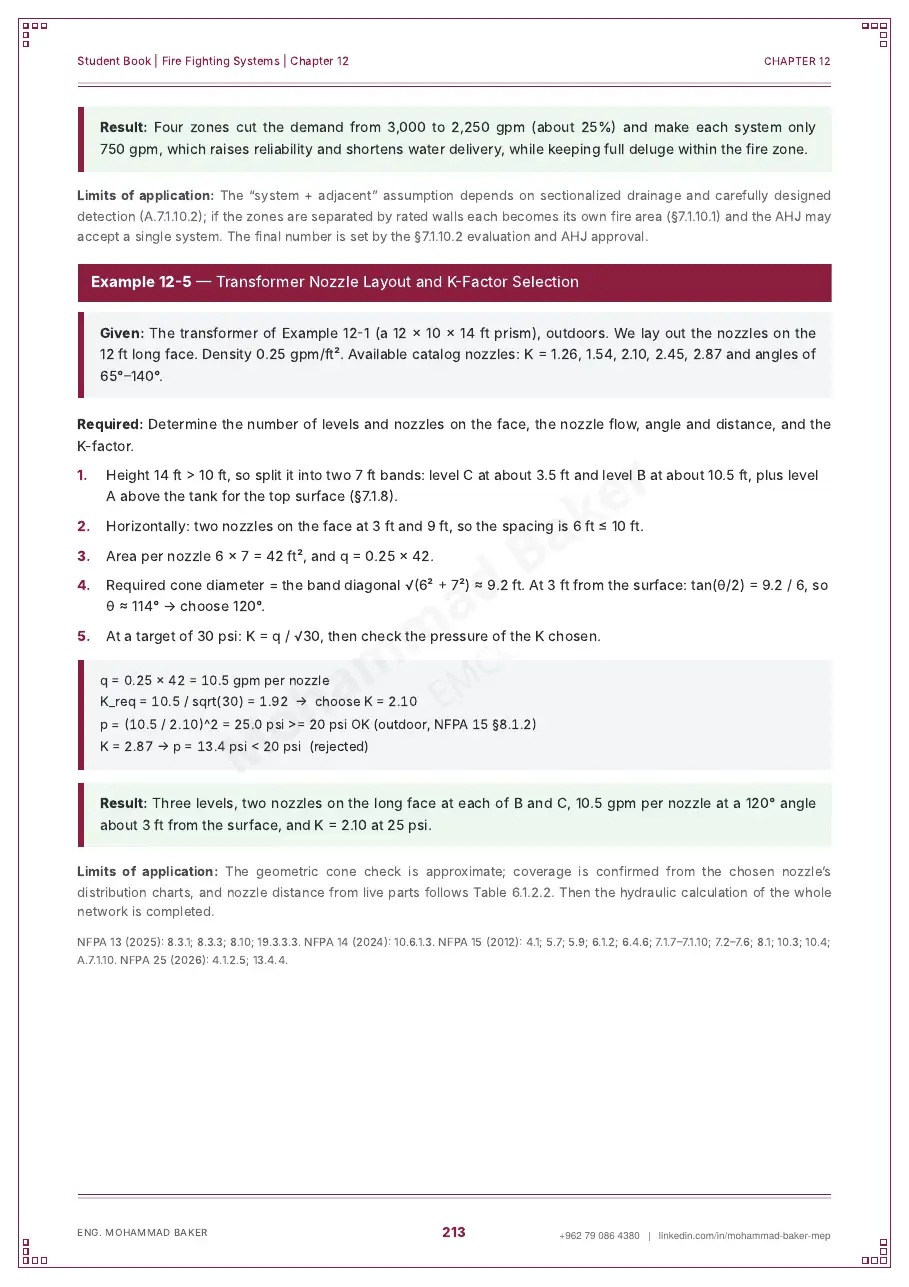 Student Book | Fire Fighting Systems | Chapter 12
CHAPTER 12
Result: Four zones cut the demand from 3,000 to 2,250 gpm (about 25%) and make each system only
750 gpm, which raises reliability and shortens water delivery, while keeping full deluge within the fire zone.
Limits of application: The “system + adjacent” assumption depends on sectionalized drainage and carefully designed
detection (A.7.1.10.2); if the zones are separated by rated walls each becomes its own fire area (§7.1.10.1) and the AHJ may
accept a single system. The final number is set by the §7.1.10.2 evaluation and AHJ approval.
Example 12-5 — Transformer Nozzle Layout and K-Factor Selection
Given: The transformer of Example 12-1 (a 12 × 10 × 14 ft prism), outdoors. We lay out the nozzles on the
12 ft long face. Density 0.25 gpm/ft². Available catalog nozzles: K = 1.26, 1.54, 2.10, 2.45, 2.87 and angles of
65°–140°.
Required: Determine the number of levels and nozzles on the face, the nozzle flow, angle and distance, and the
K-factor.
1. Height 14 ft > 10 ft, so split it into two 7 ft bands: level C at about 3.5 ft and level B at about 10.5 ft, plus level
A above the tank for the top surface (§7.1.8).
2. Horizontally: two nozzles on the face at 3 ft and 9 ft, so the spacing is 6 ft ≤ 10 ft.
3. Area per nozzle 6 × 7 = 42 ft², and q = 0.25 × 42.
4. Required cone diameter = the band diagonal √(6² + 7²) ≈ 9.2 ft. At 3 ft from the surface: tan(θ/2) = 9.2 / 6, so
θ ≈ 114° → choose 120°.
5. At a target of 30 psi: K = q / √30, then check the pressure of the K chosen.
q = 0.25 × 42 = 10.5 gpm per nozzle
K_req = 10.5 / sqrt(30) = 1.92 → choose K = 2.10
p = (10.5 / 2.10)^2 = 25.0 psi >= 20 psi OK (outdoor, NFPA 15 §8.1.2)
K = 2.87 → p = 13.4 psi < 20 psi (rejected)
Result: Three levels, two nozzles on the long face at each of B and C, 10.5 gpm per nozzle at a 120° angle
about 3 ft from the surface, and K = 2.10 at 25 psi.
Limits of application: The geometric cone check is approximate; coverage is confirmed from the chosen nozzle’s
distribution charts, and nozzle distance from live parts follows Table 6.1.2.2. Then the hydraulic calculation of the whole
network is completed.
NFPA 13 (2025): 8.3.1; 8.3.3; 8.10; 19.3.3.3. NFPA 14 (2024): 10.6.1.3. NFPA 15 (2012): 4.1; 5.7; 5.9; 6.1.2; 6.4.6; 7.1.7–7.1.10; 7.2–7.6; 8.1; 10.3; 10.4;
A.7.1.10. NFPA 25 (2026): 4.1.2.5; 13.4.4.
Mohammad Baker
ENG. MOHAMMAD BAKER
213
+962 79 086 4380 | linkedin.com/in/mohammad-baker-mep